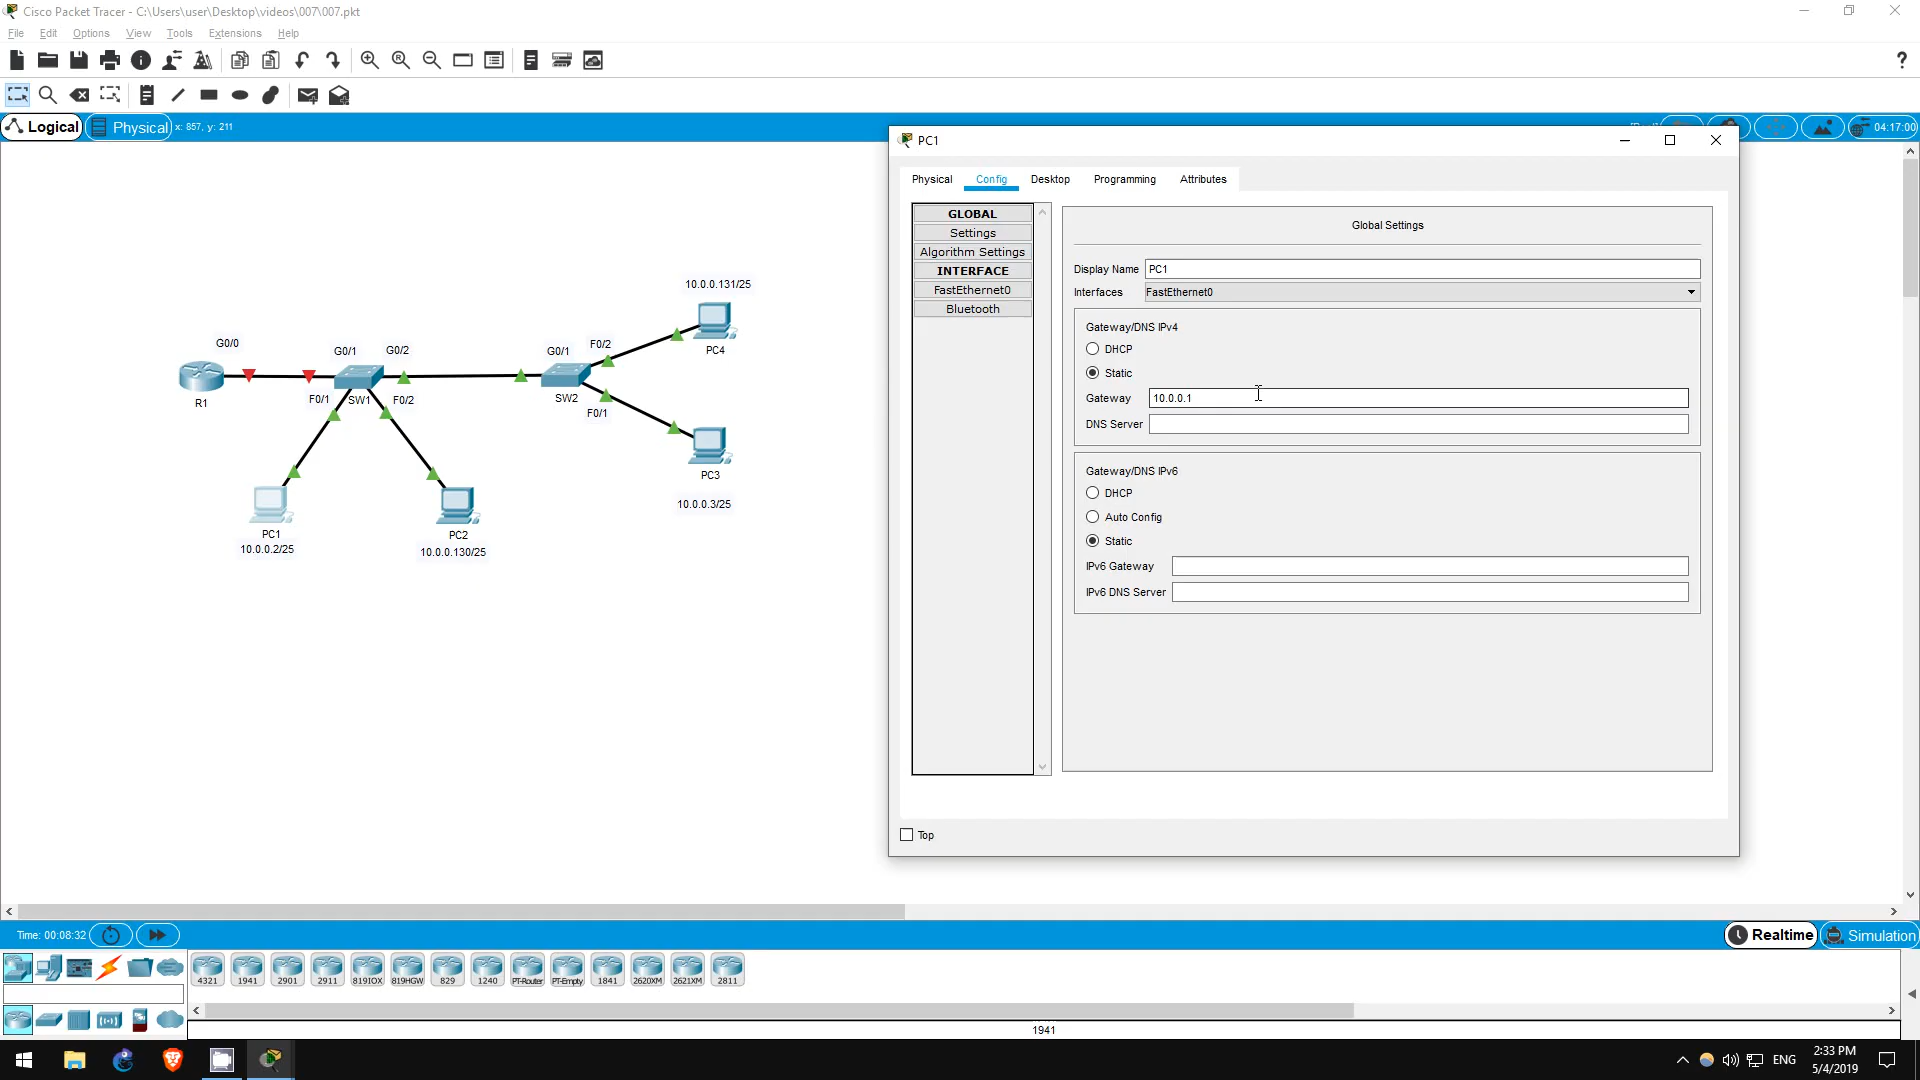 Cisco Packet Tracer - C:\Users\user\Desktop\videos\007\007.pkt
File Edit Options View Tools Extensions Help
Logical Physical x: 857, y: 211
04:17:00
PC1
Physical Config Desktop Programming Attributes
GLOBAL
Settings
Algorithm Settings
INTERFACE
FastEthernet0
Bluetooth
Global Settings
Display Name PC1
Interfaces FastEthernet0
Gateway/DNS IPv4
DHCP
Static
Gateway 10.0.0.1
DNS Server
Gateway/DNS IPv6
DHCP
Auto Config
Static
IPv6 Gateway
IPv6 DNS Server
Top
10.0.0.131/25
PC4
G0/0
G0/1 G0/2
G0/1 F0/2
R1
F0/1 SW1 F0/2
SW2
F0/1
PC3
10.0.0.3/25
PC1
10.0.0.2/25
PC2
10.0.0.130/25
Time: 00:08:32
Realtime Simulation
4321 1941 2901 2911 819IOX 819HGW 829 1240 PT-Router PT-Empty 1841 2620XM 2621XM 2811
1941
ENG
2:33 PM
5/4/2019